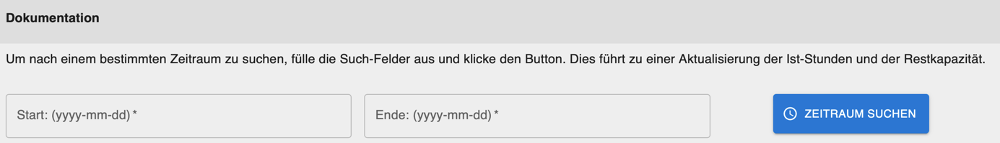 Dokumentation
Um nach einem bestimmten Zeitraum zu suchen, fülle die Such-Felder aus und klicke den Button. Dies führt zu einer Aktualisierung der Ist-Stunden und der Restkapazität.
Start: (yyyy-mm-dd) * Ende: (yyyy-mm-dd) * ZEITRAUM SUCHEN